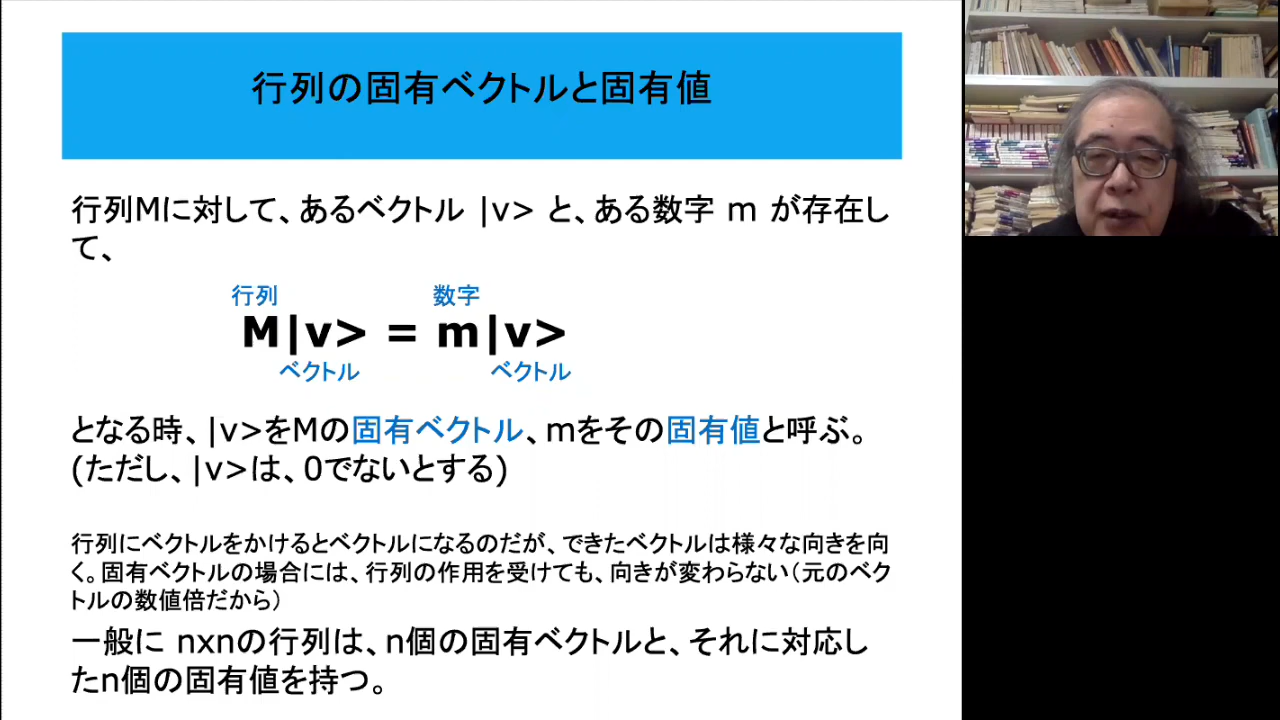 行列の固有ベクトルと固有値
行列Mに対して、あるベクトル |v> と、ある数字 m が存在し
て、
行列 数字
M|v> = m|v>
ベクトル ベクトル
となる時、|v>をMの固有ベクトル、mをその固有値と呼ぶ。
(ただし、|v>は、0でないとする)
行列にベクトルをかけるとベクトルになるのだが、できたベクトルは様々な向きを向
く。固有ベクトルの場合には、行列の作用を受けても、向きが変わらない（元のベク
トルの数値倍だから）
一般に nxnの行列は、n個の固有ベクトルと、それに対応し
たn個の固有値を持つ。